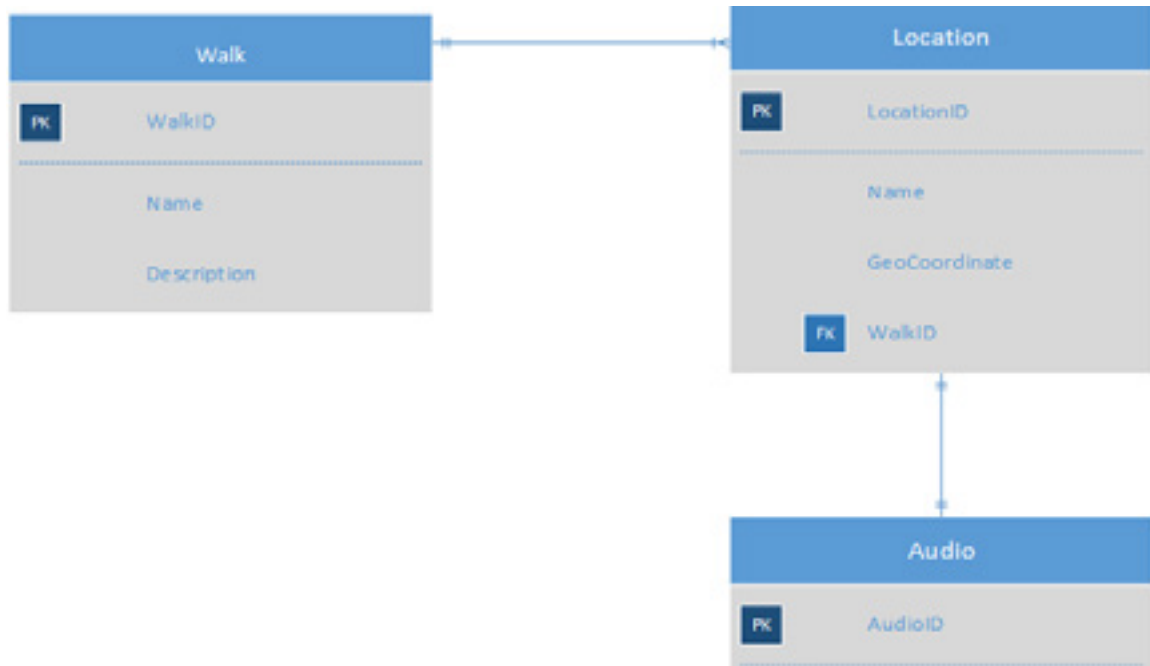 Walk
PK WalkID
Name
Description
Location
PK LocationID
Name
GeoCoordinate
FK WalkID
Audio
PK AudioID